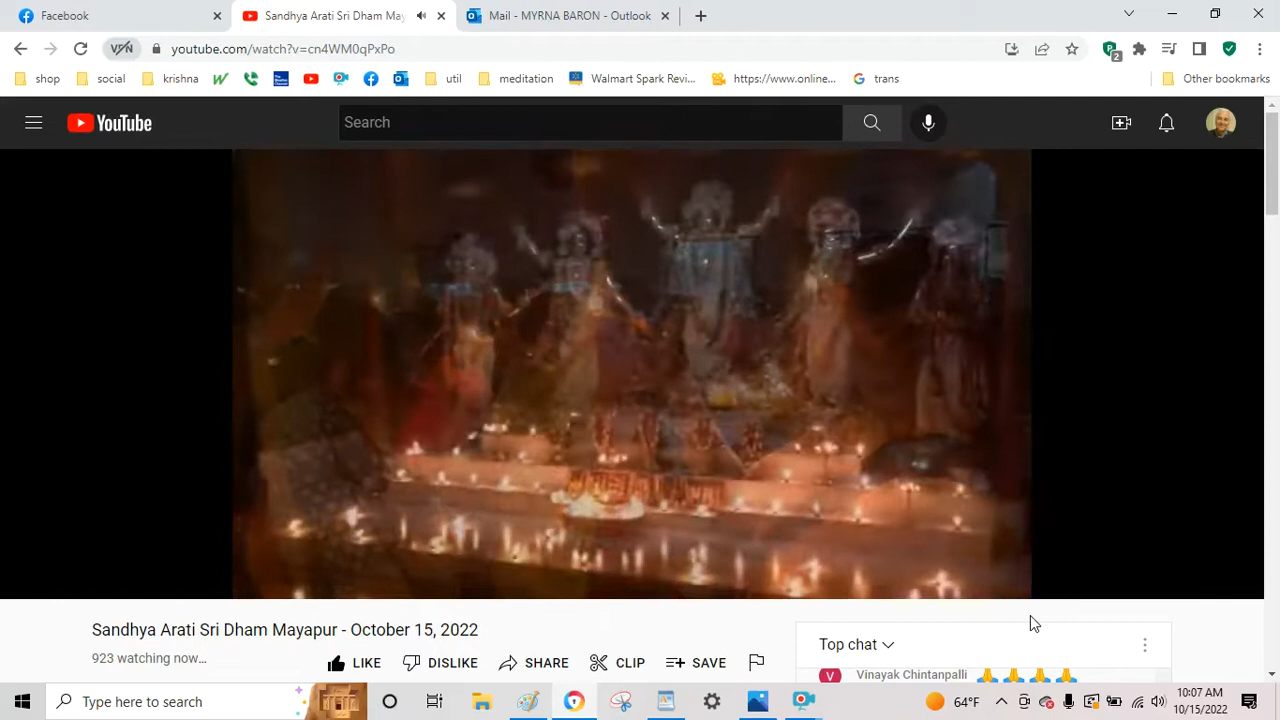 Facebook
Sandhya Arati Sri Dham May
Mail - MYRNA BARON - Outlook
VPN
youtube.com/watch?v=cn4WM0qPxPo
2
shop
social
krishna
util
meditation
Walmart Spark Revi...
https://www.online...
trans
Other bookmarks
YouTube
Search
Sandhya Arati Sri Dham Mayapur - October 15, 2022
923 watching now...
LIKE
DISLIKE
SHARE
CLIP
SAVE
Top chat
V
Vinayak Chintanpalli 🙏🙏🙏🙏
Type here to search
64°F
10:07 AM
10/15/2022